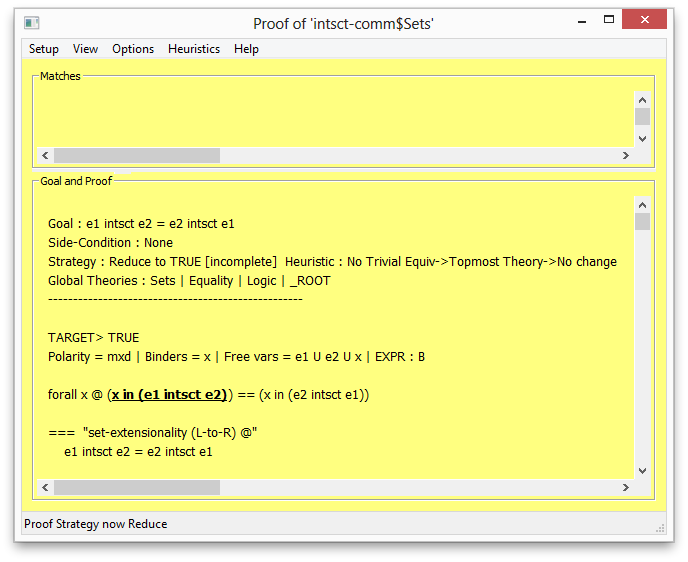 Proof of 'intsct-comm$Sets'
Setup View Options Heuristics Help
Matches
Goal and Proof
Goal : e1 intsct e2 = e2 intsct e1
Side-Condition : None
Strategy : Reduce to TRUE [incomplete]  Heuristic : No Trivial Equiv->Topmost Theory->No change
Global Theories : Sets | Equality | Logic | _ROOT
---------------------------------------------------
TARGET> TRUE
Polarity = mxd | Binders = x | Free vars = e1 U e2 U x | EXPR : B
forall x @ (x in (e1 intsct e2)) == (x in (e2 intsct e1))
=== "set-extensionality (L-to-R) @"
e1 intsct e2 = e2 intsct e1
Proof Strategy now Reduce